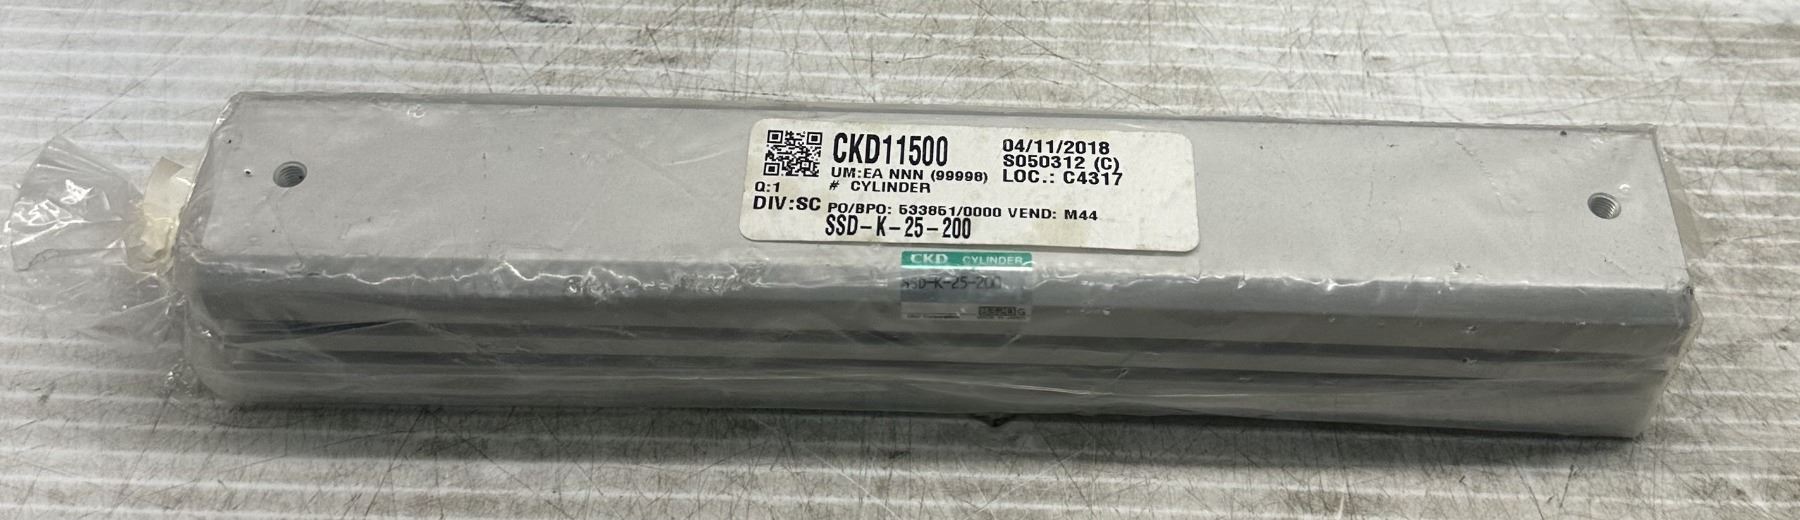 CKD11500
04/11/2018
S050312 (C)
UM:EA NNN (99998)
LOC.: C4317
Q:1
# CYLINDER
DIV:SC
PO/BPO: 533851/0000 VEND: M44
SSD-K-25-200
CKD CYLINDER
SSD-K-25-200